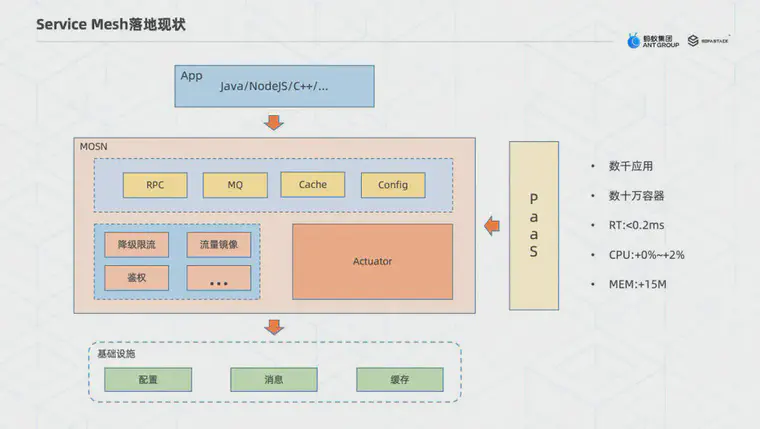 Service Mesh落地现状
蚂蚁集团
ANT GROUP
SOFASTACK
App
Java/NodeJS/C++/...
MOSN
RPC
MQ
Cache
Config
降级限流
流量镜像
鉴权
...
Actuator
PaaS
• 数千应用
• 数十万容器
• RT:<0.2ms
• CPU:+0%~+2%
• MEM:+15M
基础设施
配置
消息
缓存